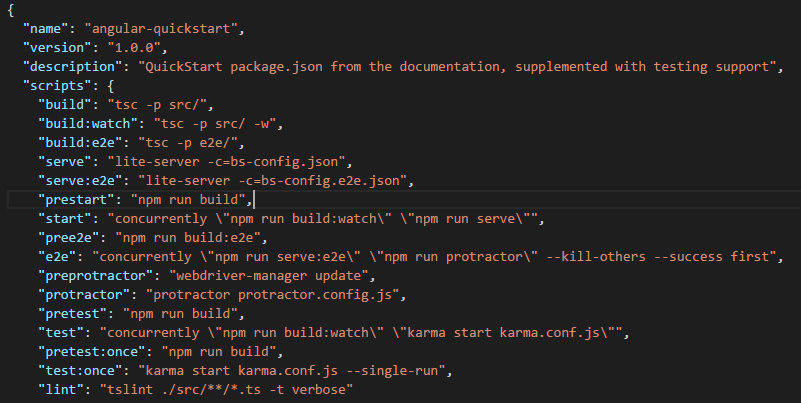 {
  "name": "angular-quickstart",
  "version": "1.0.0",
  "description": "QuickStart package.json from the documentation, supplemented with testing support",
  "scripts": {
    "build": "tsc -p src/",
    "build:watch": "tsc -p src/ -w",
    "build:e2e": "tsc -p e2e/",
    "serve": "lite-server -c=bs-config.json",
    "serve:e2e": "lite-server -c=bs-config.e2e.json",
    "prestart": "npm run build",
    "start": "concurrently \"npm run build:watch\" \"npm run serve\"",
    "pree2e": "npm run build:e2e",
    "e2e": "concurrently \"npm run serve:e2e\" \"npm run protractor\" --kill-others --success first",
    "preprotractor": "webdriver-manager update",
    "protractor": "protractor protractor.config.js",
    "pretest": "npm run build",
    "test": "concurrently \"npm run build:watch\" \"karma start karma.conf.js\"",
    "pretest:once": "npm run build",
    "test:once": "karma start karma.conf.js --single-run",
    "lint": "tslint ./src/**/*.ts -t verbose"